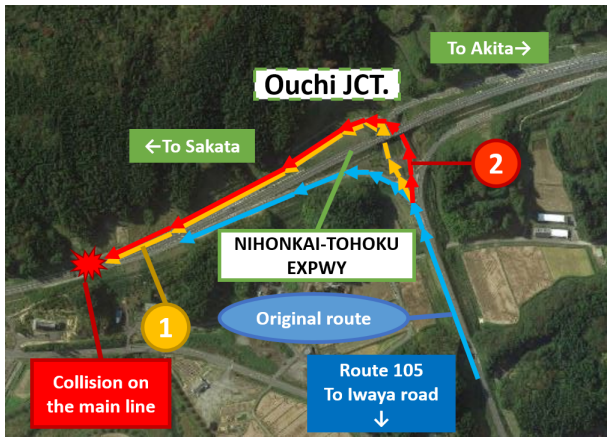 To Akita→
Ouchi JCT.
←To Sakata
2
NIHONKAI-TOHOKU
EXPWY
1
Original route
Collision on
the main line
Route 105
To Iwaya road
↓